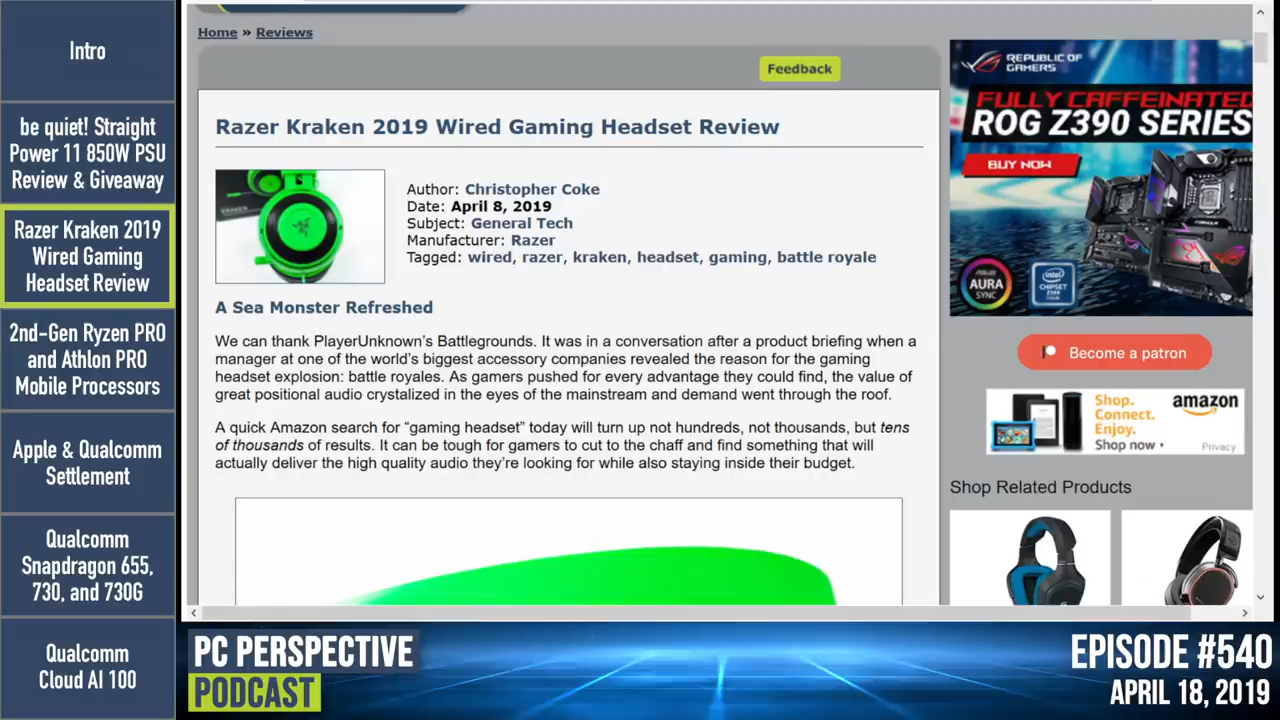 Intro
be quiet! Straight
Power 11 850W PSU
Review & Giveaway
Razer Kraken 2019
Wired Gaming
Headset Review
2nd-Gen Ryzen PRO
and Athlon PRO
Mobile Processors
Apple & Qualcomm
Settlement
Qualcomm
Snapdragon 655,
730, and 730G
Qualcomm
Cloud AI 100
Home » Reviews
Feedback
Razer Kraken 2019 Wired Gaming Headset Review
Author: Christopher Coke
Date: April 8, 2019
Subject: General Tech
Manufacturer: Razer
Tagged: wired, razer, kraken, headset, gaming, battle royale
A Sea Monster Refreshed
We can thank PlayerUnknown's Battlegrounds. It was in a conversation after a product briefing when a
manager at one of the world's biggest accessory companies revealed the reason for the gaming
headset explosion: battle royales. As gamers pushed for every advantage they could find, the value of
great positional audio crystalized in the eyes of the mainstream and demand went through the roof.
A quick Amazon search for “gaming headset” today will turn up not hundreds, not thousands, but tens
of thousands of results. It can be tough for gamers to cut to the chaff and find something that will
actually deliver the high quality audio they're looking for while also staying inside their budget.
REPUBLIC OF
GAMERS
FULLY CAFFEINATED
ROG Z390 SERIES
BUY NOW
ASUS
AURA
SYNC
intel
CHIPSET
Z390
Become a patron
Shop.
Connect.
Enjoy.
Shop now
amazon
Privacy
Shop Related Products
PC PERSPECTIVE
PODCAST
EPISODE #540
APRIL 18, 2019